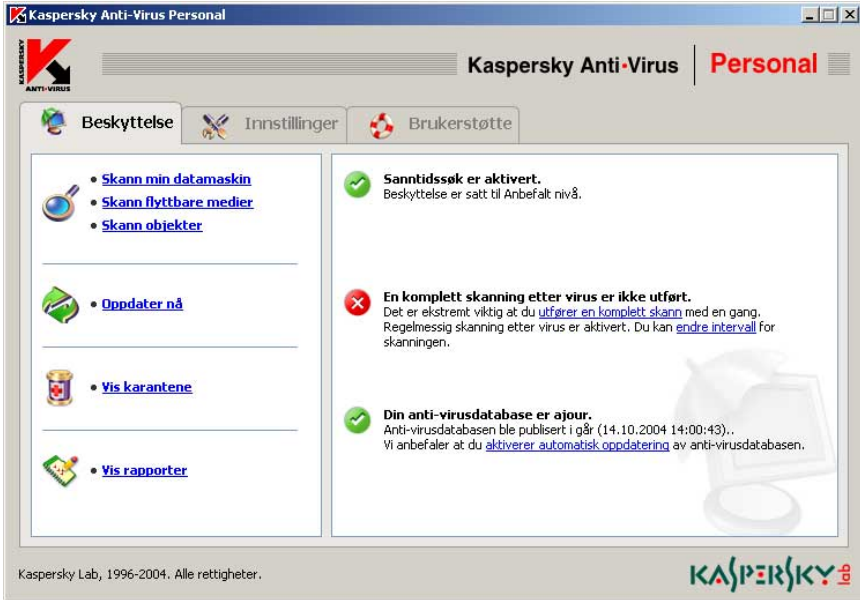 Kaspersky Anti-Virus Personal
KASPERSKY
ANTI-VIRUS
Kaspersky Anti-Virus Personal
Beskyttelse
Innstillinger
Brukerstøtte
Skann min datamaskin
Skann flyttbare medier
Skann objekter
Oppdater nå
Vis karantene
Vis rapporter
Sanntidssøk er aktivert.
Beskyttelse er satt til Anbefalt nivå.
En komplett skanning etter virus er ikke utført.
Det er ekstremt viktig at du utfører en komplett skann med en gang.
Regelmessig skanning etter virus er aktivert. Du kan endre intervall for
skanningen.
Din anti-virusdatabase er ajour.
Anti-virusdatabasen ble publisert i går (14.10.2004 14:00:43)..
Vi anbefaler at du aktiverer automatisk oppdatering av anti-virusdatabasen.
Kaspersky Lab, 1996-2004. Alle rettigheter.
KASPERSKY lab